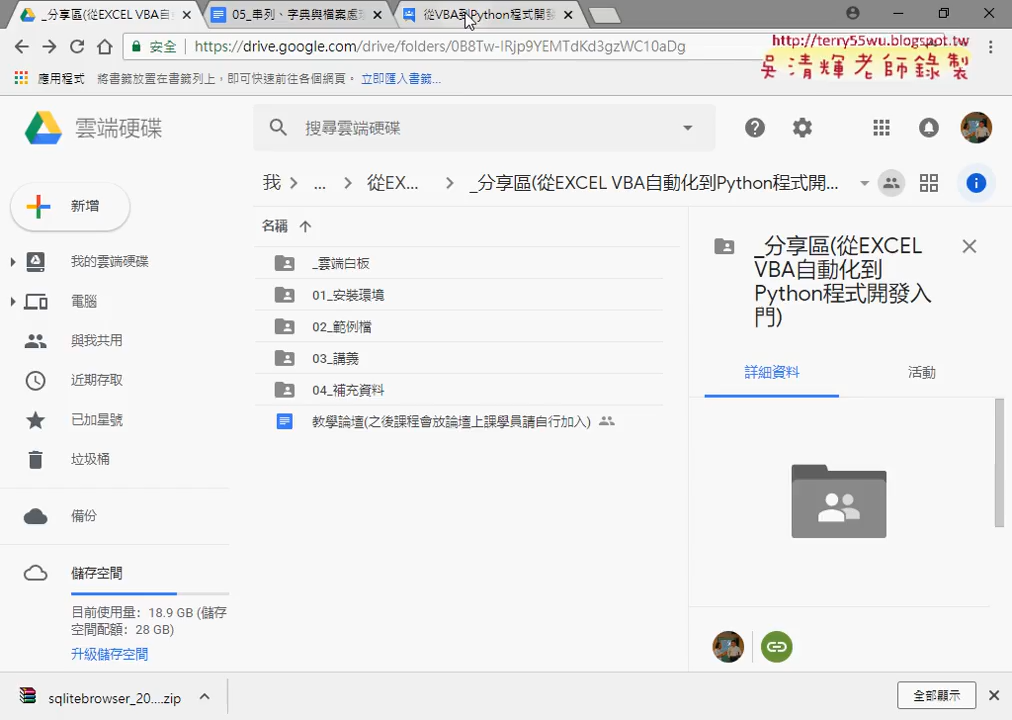 _分享區(從EXCEL VBA自動
05_串列、字典與檔案處理
從VBA到Python程式開發
安全
https://drive.google.com/drive/folders/0B8Tw-IRjp9YEMTdKd3gzWC10aDg
http://terry55wu.blogspot.tw
吳清輝老師錄製
應用程式
將書籤放置在書籤列上，即可快速前往各個網頁。
立即匯入書籤...
雲端硬碟
搜尋雲端硬碟
新增
我 > ... > 從EX... > _分享區(從EXCEL VBA自動化到Python程式開...
名稱
我的雲端硬碟
電腦
與我共用
近期存取
已加星號
垃圾桶
備份
儲存空間
目前使用量：18.9 GB (儲存
空間配額：28 GB)
升級儲存空間
_雲端白板
01_安裝環境
02_範例檔
03_講義
04_補充資料
教學論壇(之後課程會放論壇上課學員請自行加入)
_分享區(從EXCEL
VBA自動化到
Python程式開發入
門)
詳細資料
活動
sqlitebrowser_20....zip
全部顯示